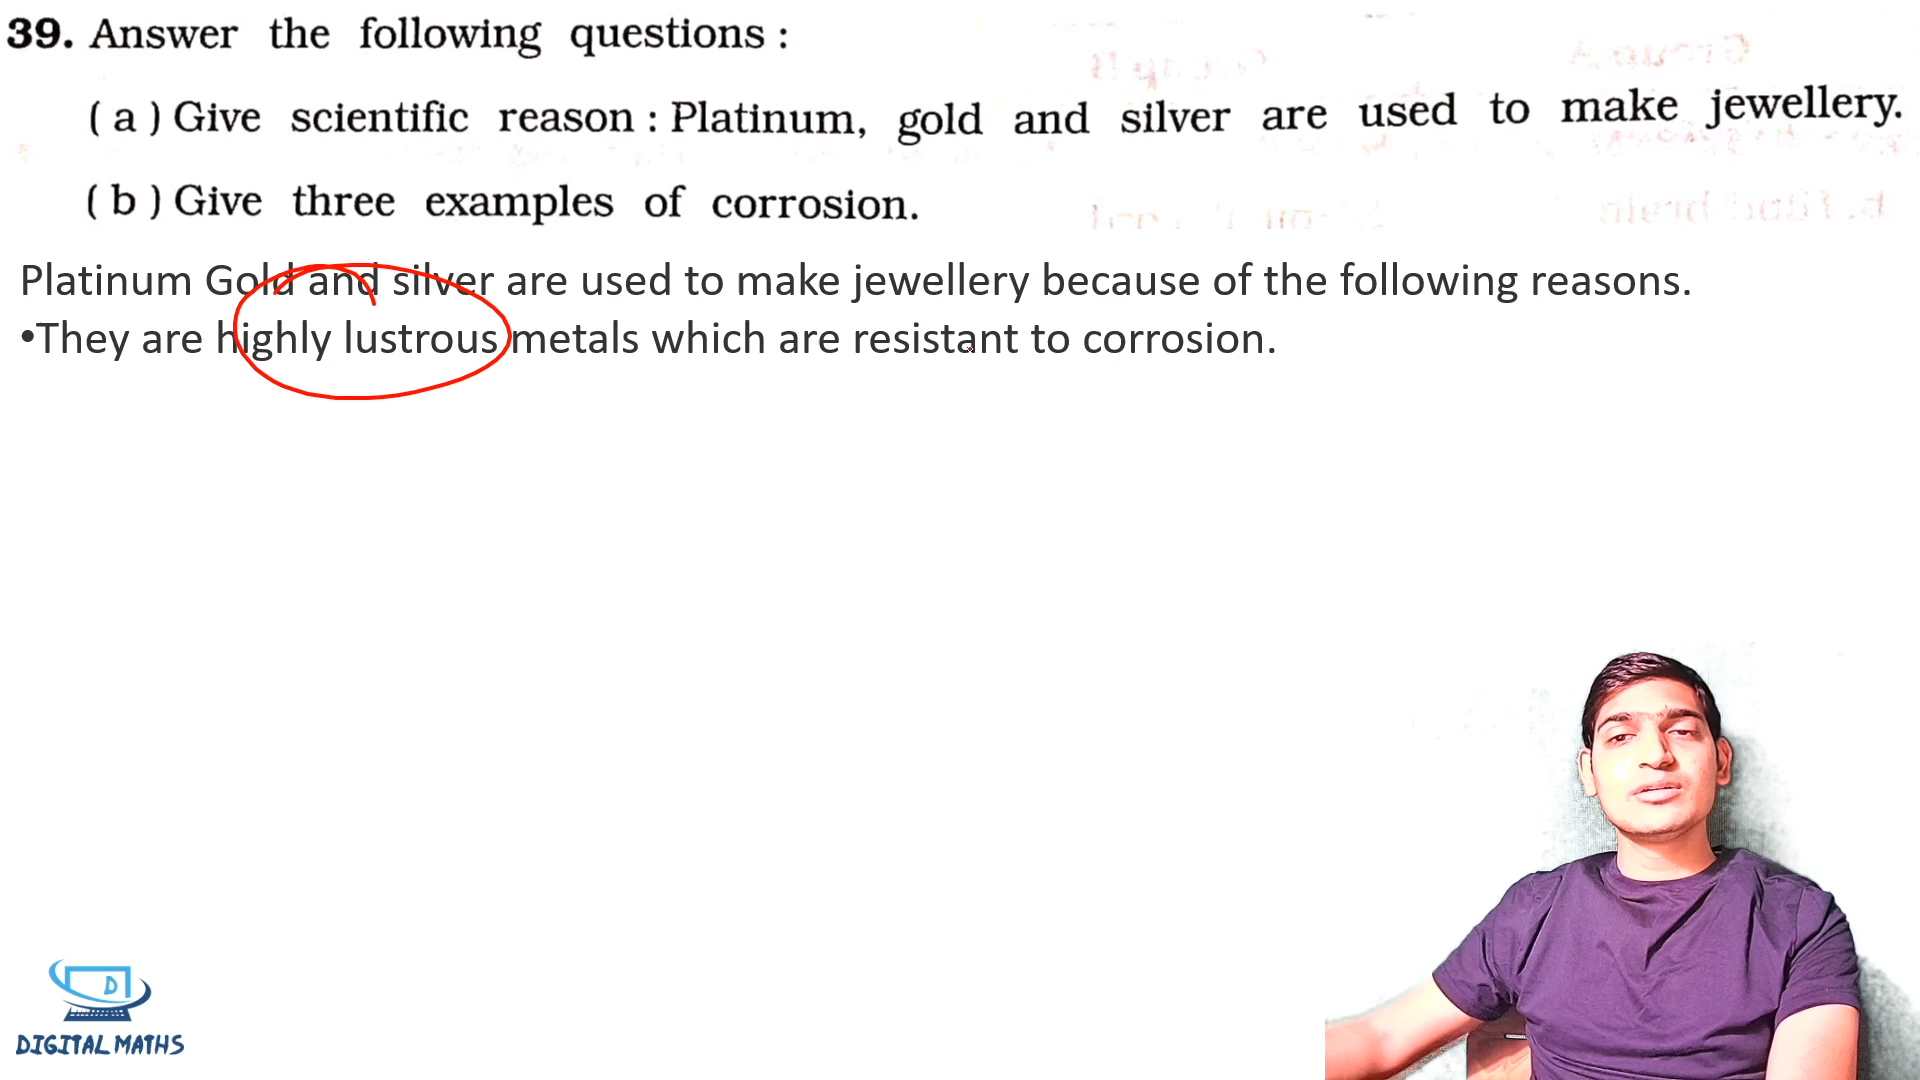 39. Answer the following questions :
( a ) Give scientific reason : Platinum, gold and silver are used to make jewellery.
( b ) Give three examples of corrosion.
Platinum Gold and silver are used to make jewellery because of the following reasons.
•They are highly lustrous metals which are resistant to corrosion.
D
DIGITAL MATHS